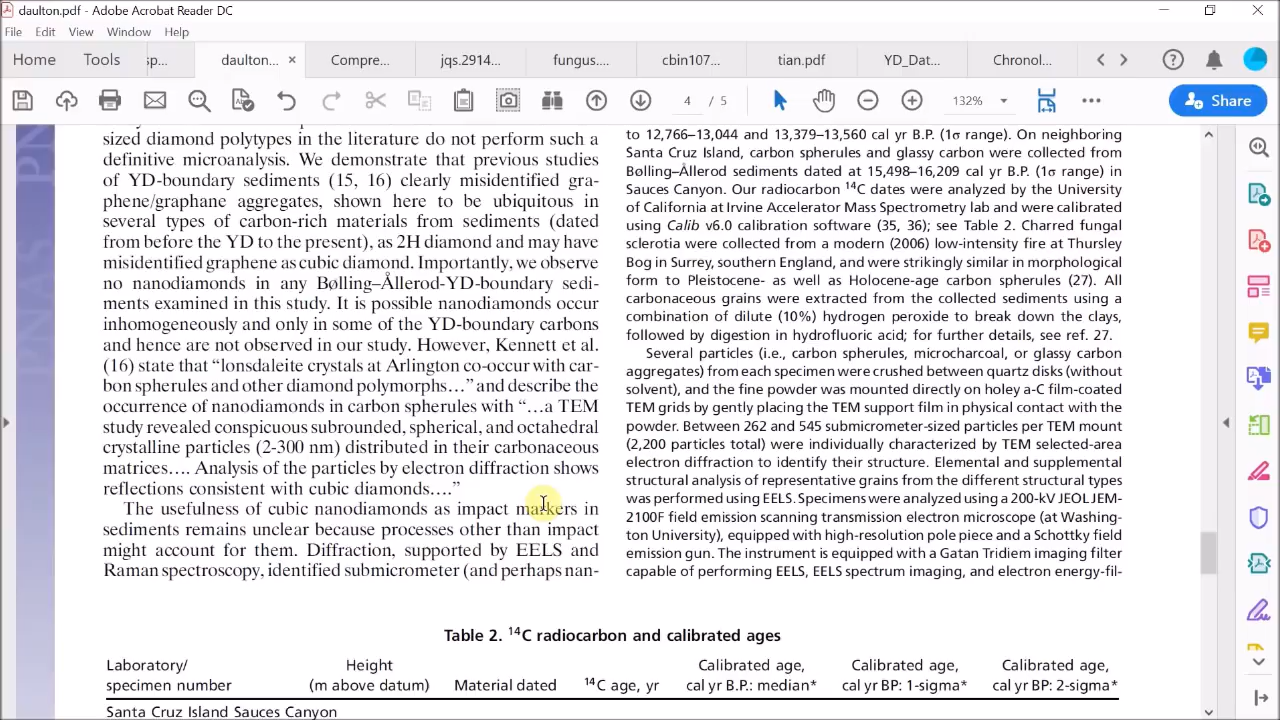 daulton.pdf - Adobe Acrobat Reader DC
File Edit View Window Help
Home Tools sp... daulton... × Compre... jqs.2914... fungus.... cbin107... tian.pdf YD_Dat... Chronol...
4 / 5 132% Share
sized diamond polytypes in the literature do not perform such a
definitive microanalysis. We demonstrate that previous studies
of YD-boundary sediments (15, 16) clearly misidentified gra-
phene/graphane aggregates, shown here to be ubiquitous in
several types of carbon-rich materials from sediments (dated
from before the YD to the present), as 2H diamond and may have
misidentified graphene as cubic diamond. Importantly, we observe
no nanodiamonds in any Bølling–Ållerod-YD-boundary sedi-
ments examined in this study. It is possible nanodiamonds occur
inhomogeneously and only in some of the YD-boundary carbons
and hence are not observed in our study. However, Kennett et al.
(16) state that “lonsdaleite crystals at Arlington co-occur with car-
bon spherules and other diamond polymorphs…” and describe the
occurrence of nanodiamonds in carbon spherules with “…a TEM
study revealed conspicuous subrounded, spherical, and octahedral
crystalline particles (2-300 nm) distributed in their carbonaceous
matrices…. Analysis of the particles by electron diffraction shows
reflections consistent with cubic diamonds….”
The usefulness of cubic nanodiamonds as impact markers in
sediments remains unclear because processes other than impact
might account for them. Diffraction, supported by EELS and
Raman spectroscopy, identified submicrometer (and perhaps nan-
to 12,766–13,044 and 13,379–13,560 cal yr B.P. (1σ range). On neighboring
Santa Cruz Island, carbon spherules and glassy carbon were collected from
Bølling–Ållerod sediments dated at 15,498–16,209 cal yr B.P. (1σ range) in
Sauces Canyon. Our radiocarbon ¹⁴C dates were analyzed by the University
of California at Irvine Accelerator Mass Spectrometry lab and were calibrated
using Calib v6.0 calibration software (35, 36); see Table 2. Charred fungal
sclerotia were collected from a modern (2006) low-intensity fire at Thursley
Bog in Surrey, southern England, and were strikingly similar in morphological
form to Pleistocene- as well as Holocene-age carbon spherules (27). All
carbonaceous grains were extracted from the collected sediments using a
combination of dilute (10%) hydrogen peroxide to break down the clays,
followed by digestion in hydrofluoric acid; for further details, see ref. 27.
Several particles (i.e., carbon spherules, microcharcoal, or glassy carbon
aggregates) from each specimen were crushed between quartz disks (without
solvent), and the fine powder was mounted directly on holey a-C film-coated
TEM grids by gently placing the TEM support film in physical contact with the
powder. Between 262 and 545 submicrometer-sized particles per TEM mount
(2,200 particles total) were individually characterized by TEM selected-area
electron diffraction to identify their structure. Elemental and supplemental
structural analysis of representative grains from the different structural types
was performed using EELS. Specimens were analyzed using a 200-kV JEOL JEM-
2100F field emission scanning transmission electron microscope (at Washing-
ton University), equipped with high-resolution pole piece and a Schottky field
emission gun. The instrument is equipped with a Gatan Tridiem imaging filter
capable of performing EELS, EELS spectrum imaging, and electron energy-fil-
Table 2. ¹⁴C radiocarbon and calibrated ages
Laboratory/ Height Calibrated age, Calibrated age, Calibrated age,
specimen number (m above datum) Material dated ¹⁴C age, yr cal yr B.P.: median* cal yr BP: 1-sigma* cal yr BP: 2-sigma*
Santa Cruz Island Sauces Canyon